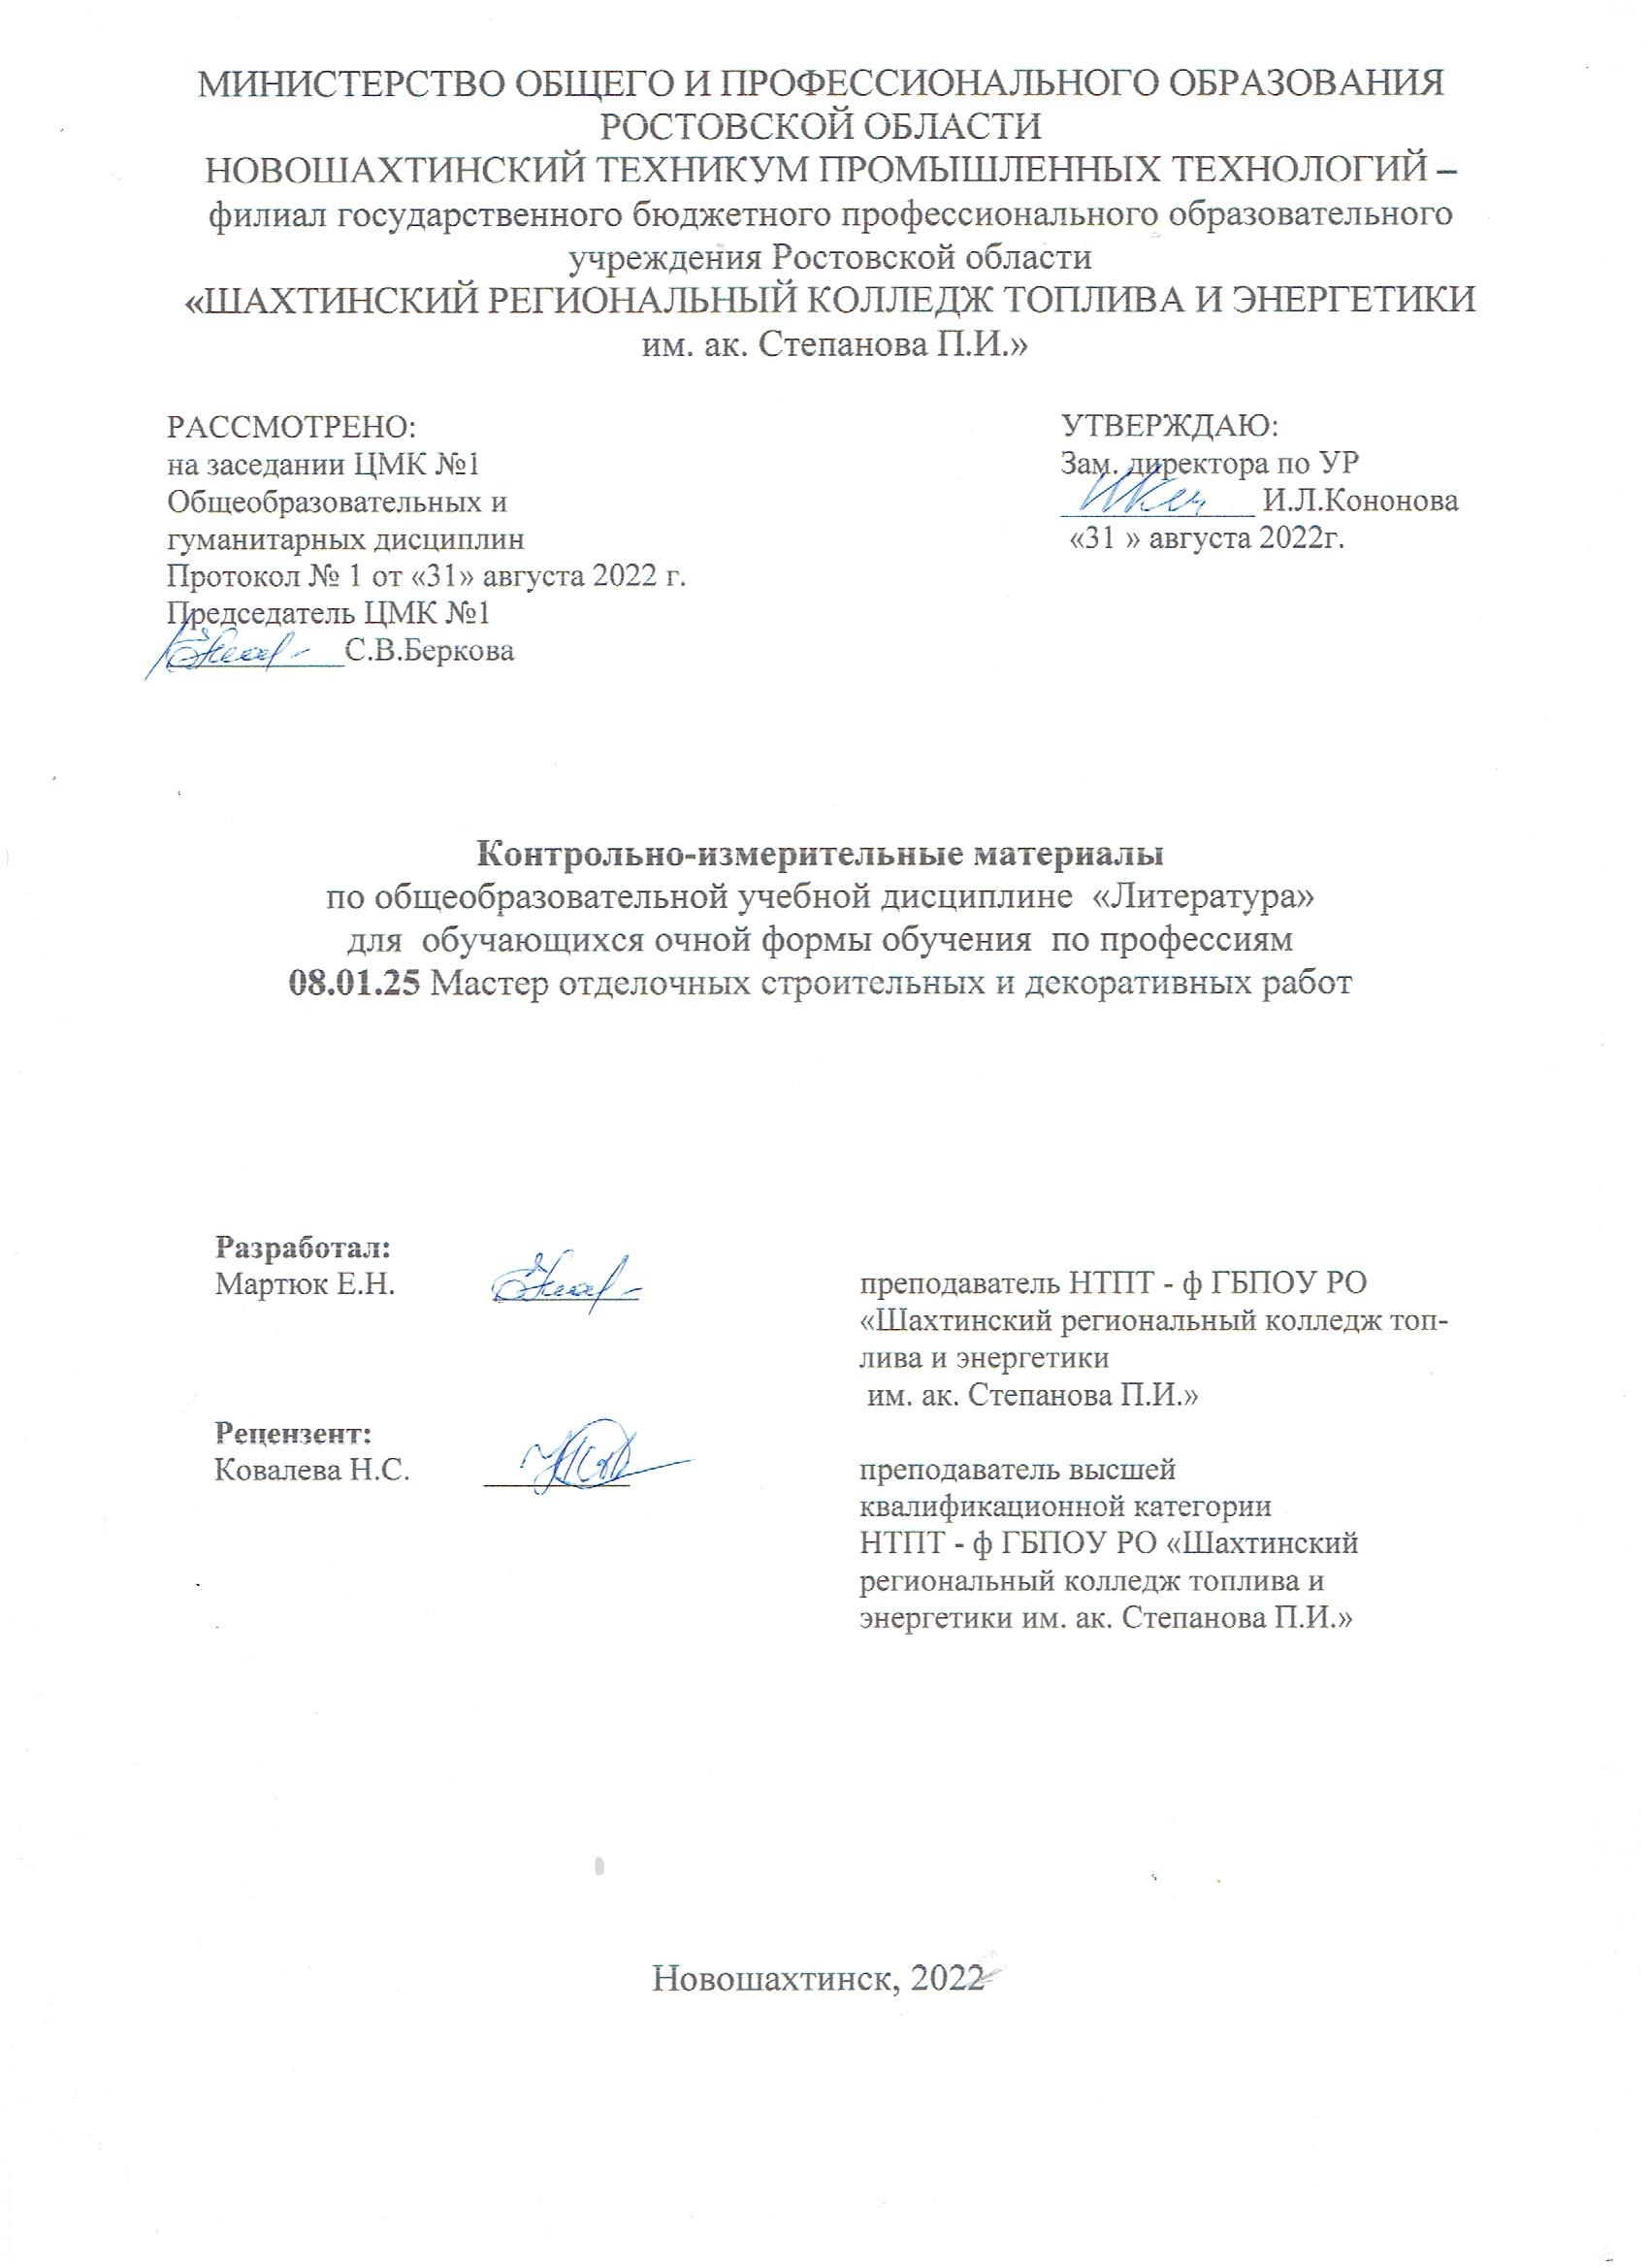 МИНИСТЕРСТВО ОБЩЕГО И ПРОФЕССИОНАЛЬНОГО ОБРАЗОВАНИЯ
РОСТОВСКОЙ ОБЛАСТИ
НОВОШАХТИНСКИЙ ТЕХНИКУМ ПРОМЫШЛЕННЫХ ТЕХНОЛОГИЙ –
филиал государственного бюджетного профессионального образовательного
учреждения Ростовской области
«ШАХТИНСКИЙ РЕГИОНАЛЬНЫЙ КОЛЛЕДЖ ТОПЛИВА И ЭНЕРГЕТИКИ
им. ак. Степанова П.И.»
РАССМОТРЕНО:
на заседании ЦМК №1
Общеобразовательных и
гуманитарных дисциплин
Протокол № 1 от «31» августа 2022 г.
Председатель ЦМК №1
С.В.Беркова
УТВЕРЖДАЮ:
Зам. директора по УР
И.Л.Кононова
«31 » августа 2022г.
Контрольно-измерительные материалы
по общеобразовательной учебной дисциплине «Литература»
для обучающихся очной формы обучения по профессиям
08.01.25 Мастер отделочных строительных и декоративных работ
Разработал:
Мартюк Е.Н.
преподаватель НТПТ - ф ГБПОУ РО
«Шахтинский региональный колледж топ-
лива и энергетики
им. ак. Степанова П.И.»
Рецензент:
Ковалева Н.С.
преподаватель высшей
квалификационной категории
НТПТ - ф ГБПОУ РО «Шахтинский
региональный колледж топлива и
энергетики им. ак. Степанова П.И.»
Новошахтинск, 2022